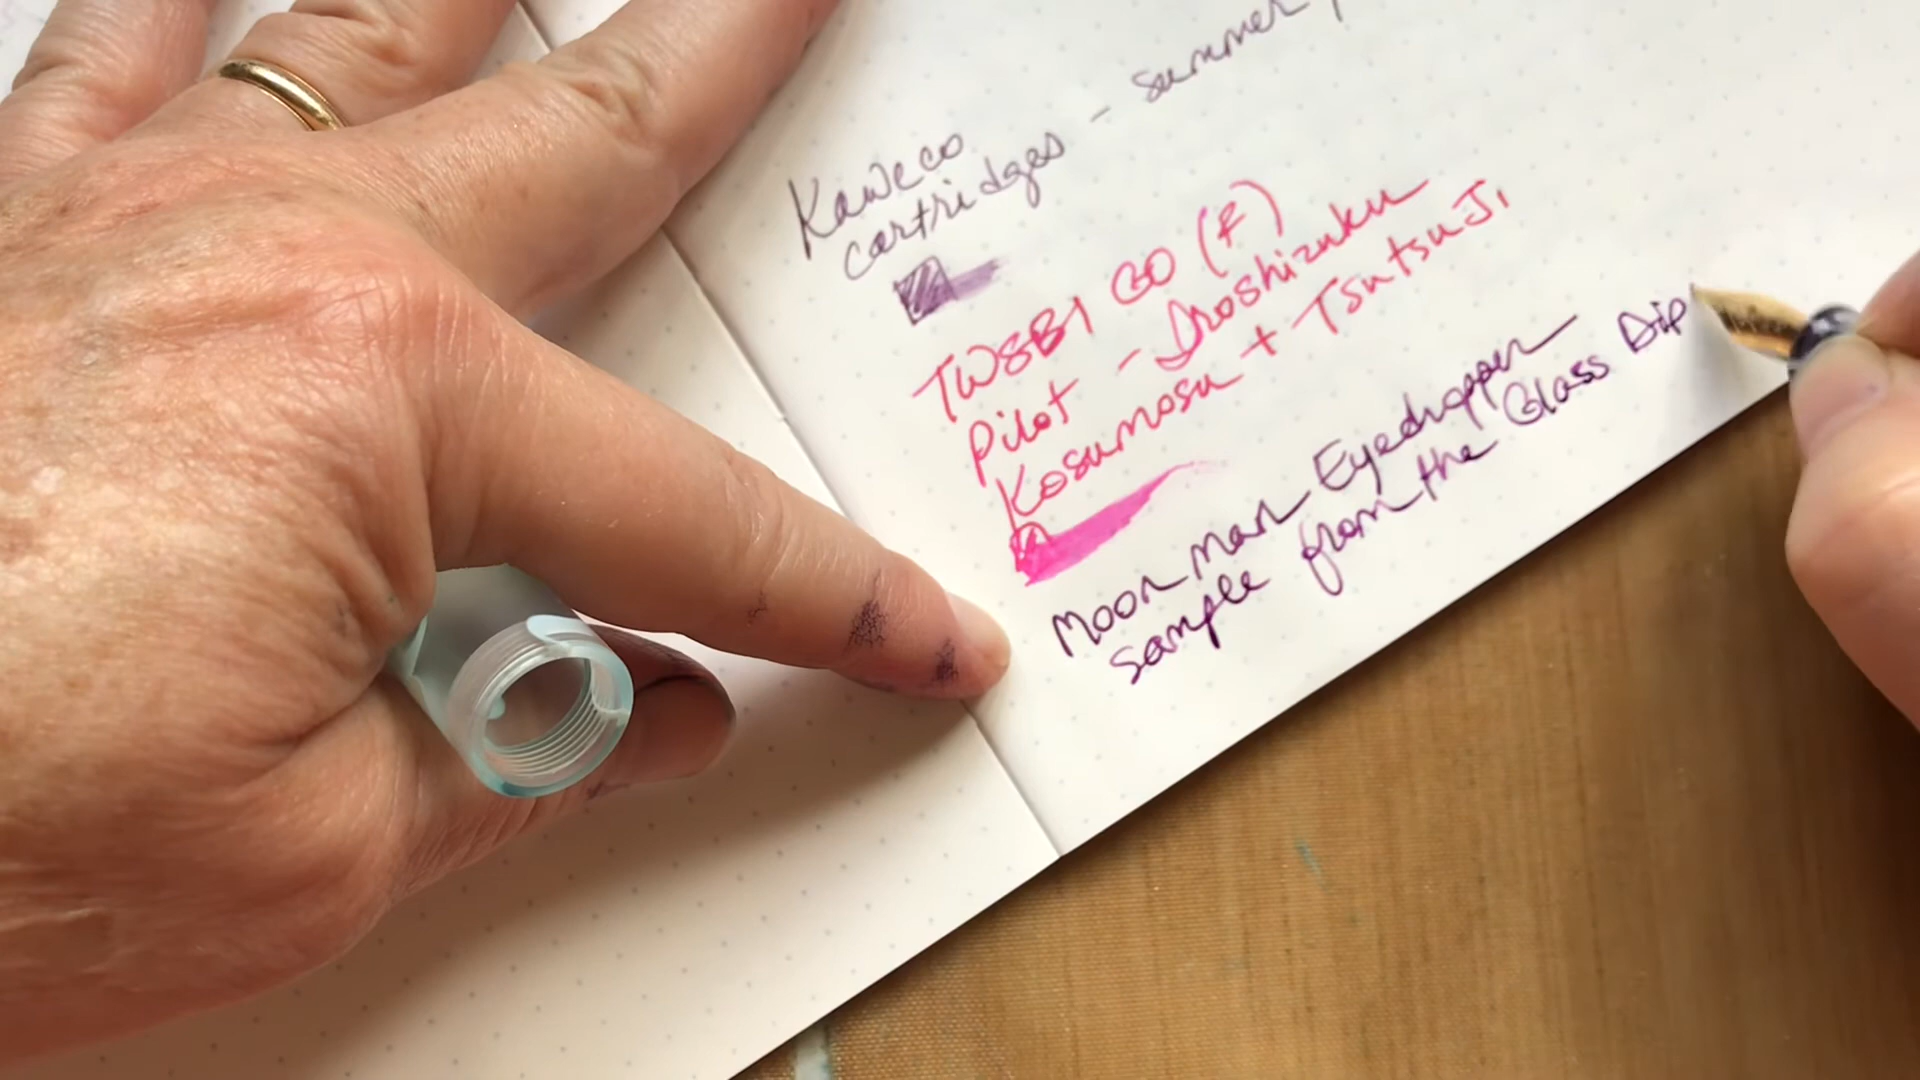 Kaweco
cartridges - summer
TWSBI GO (F)
Pilot - Iroshizuku
Kosumosu + Tsutsuji
Moon man Eyedropper
sample from the Glass Dip